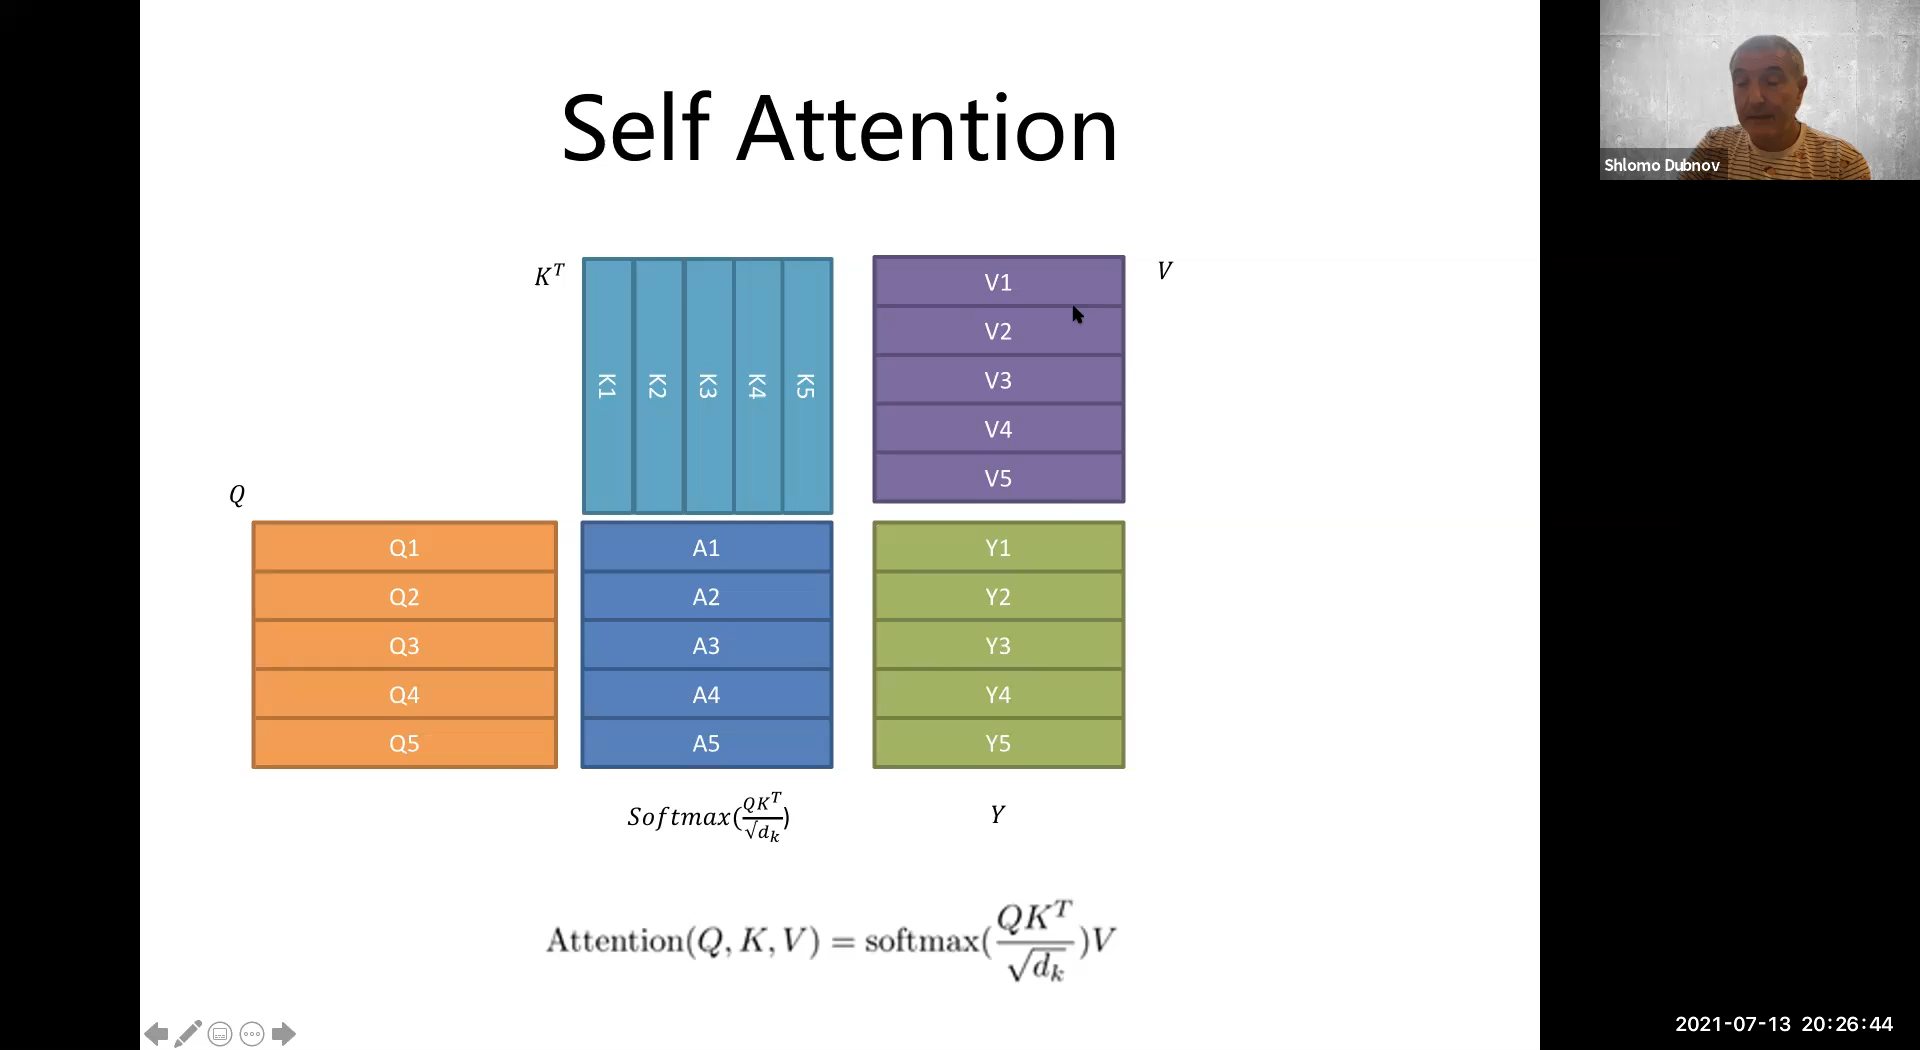 Self Attention
Shlomo Dubnov
K^T
V
K1 K2 K3 K4 K5
V1
V2
V3
V4
V5
Q
Q1
Q2
Q3
Q4
Q5
A1
A2
A3
A4
A5
Y1
Y2
Y3
Y4
Y5
Softmax(QK^T/√d_k)
Y
Attention(Q, K, V) = softmax(QK^T/√d_k)V
2021-07-13 20:26:44